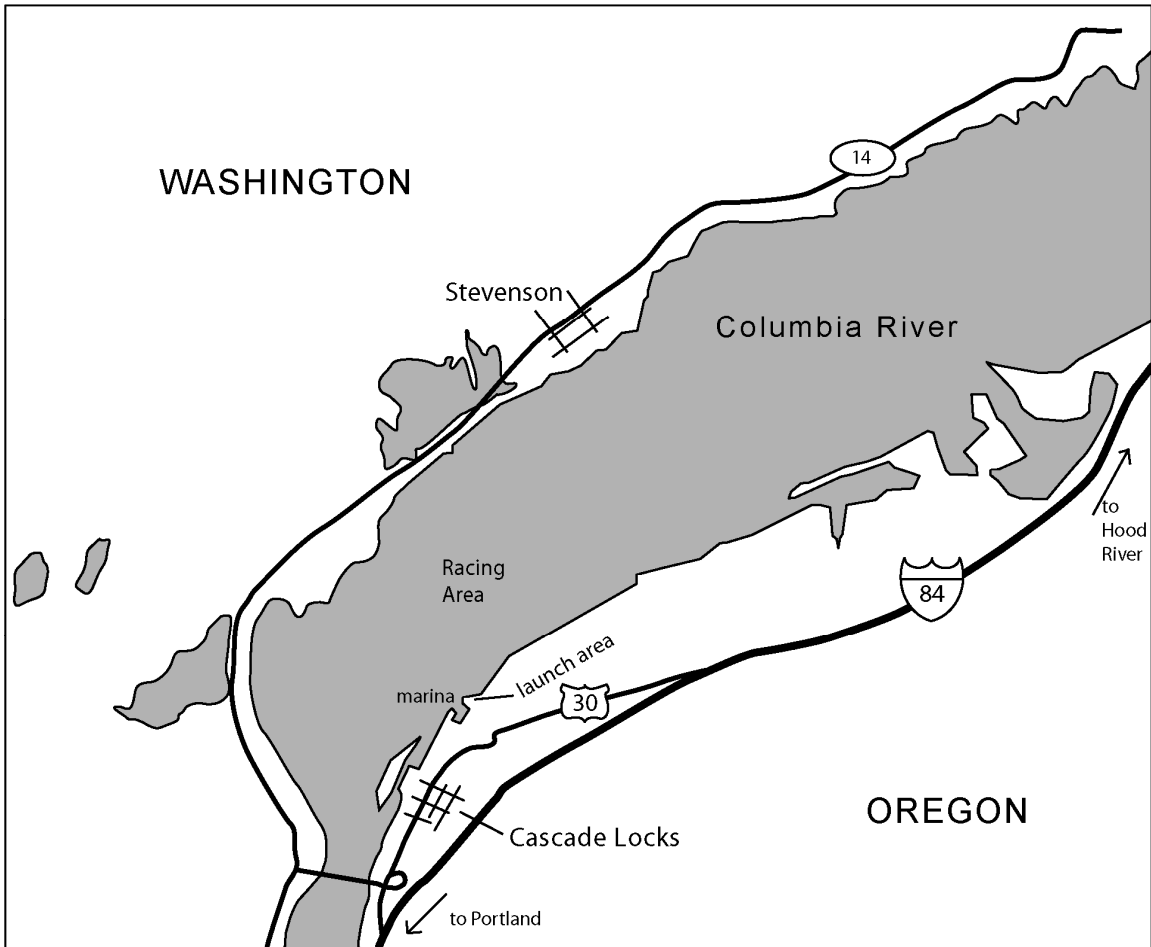 14
WASHINGTON
Stevenson
Columbia River
to
Hood
River
Racing
Area
84
launch area
marina
30
OREGON
Cascade Locks
to Portland